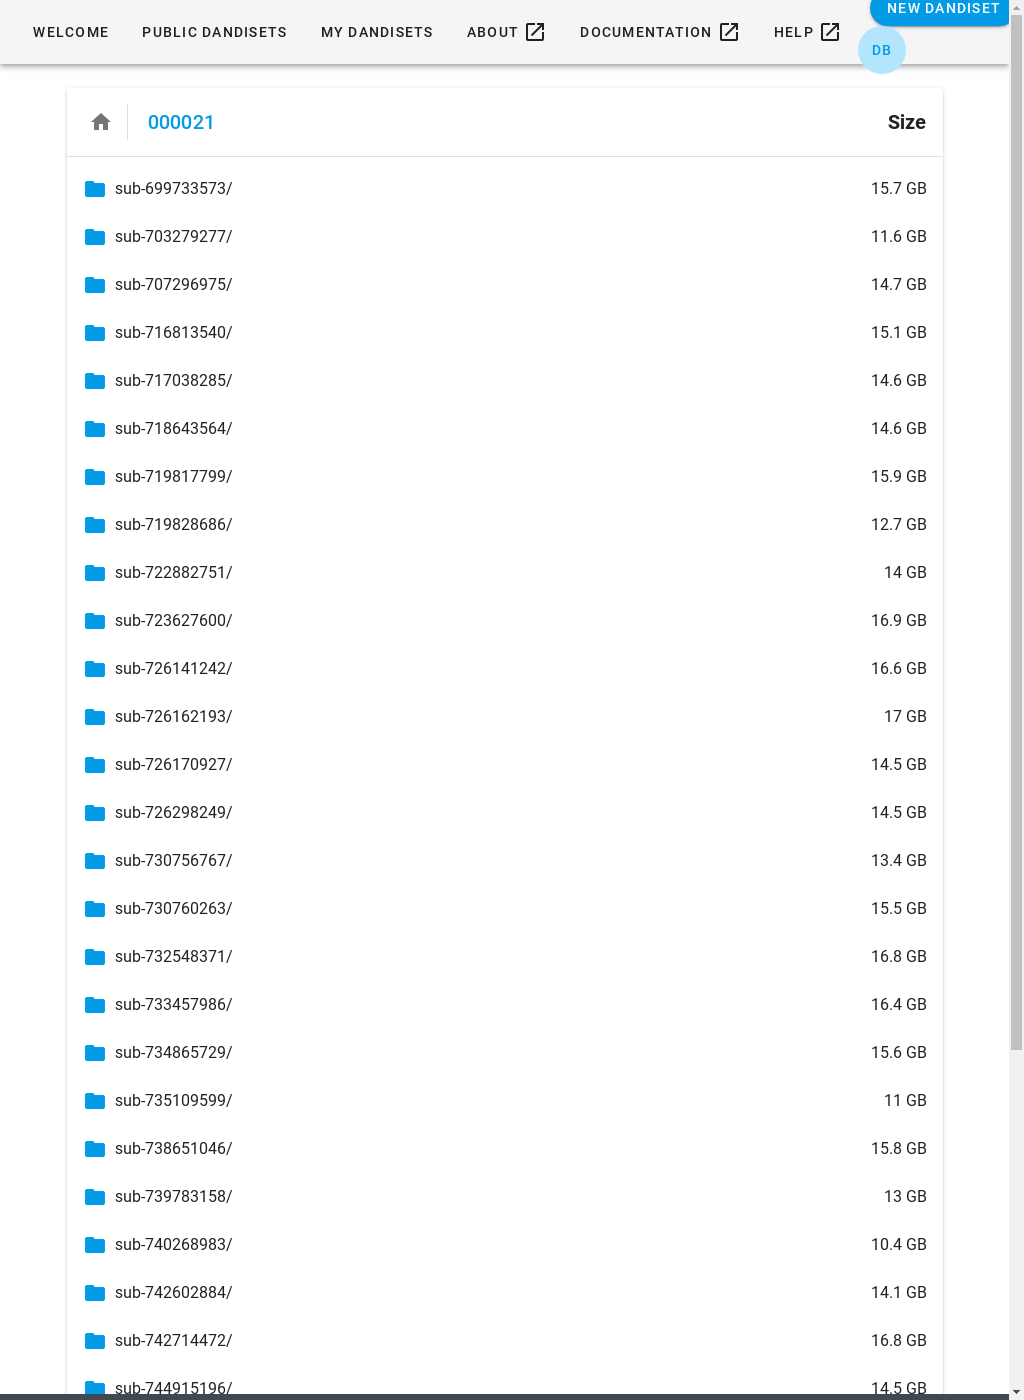 WELCOME PUBLIC DANDISETS MY DANDISETS ABOUT DOCUMENTATION HELP NEW DANDISET
DB
000021 Size
sub-699733573/ 15.7 GB
sub-703279277/ 11.6 GB
sub-707296975/ 14.7 GB
sub-716813540/ 15.1 GB
sub-717038285/ 14.6 GB
sub-718643564/ 14.6 GB
sub-719817799/ 15.9 GB
sub-719828686/ 12.7 GB
sub-722882751/ 14 GB
sub-723627600/ 16.9 GB
sub-726141242/ 16.6 GB
sub-726162193/ 17 GB
sub-726170927/ 14.5 GB
sub-726298249/ 14.5 GB
sub-730756767/ 13.4 GB
sub-730760263/ 15.5 GB
sub-732548371/ 16.8 GB
sub-733457986/ 16.4 GB
sub-734865729/ 15.6 GB
sub-735109599/ 11 GB
sub-738651046/ 15.8 GB
sub-739783158/ 13 GB
sub-740268983/ 10.4 GB
sub-742602884/ 14.1 GB
sub-742714472/ 16.8 GB
sub-744915196/ 14.5 GB